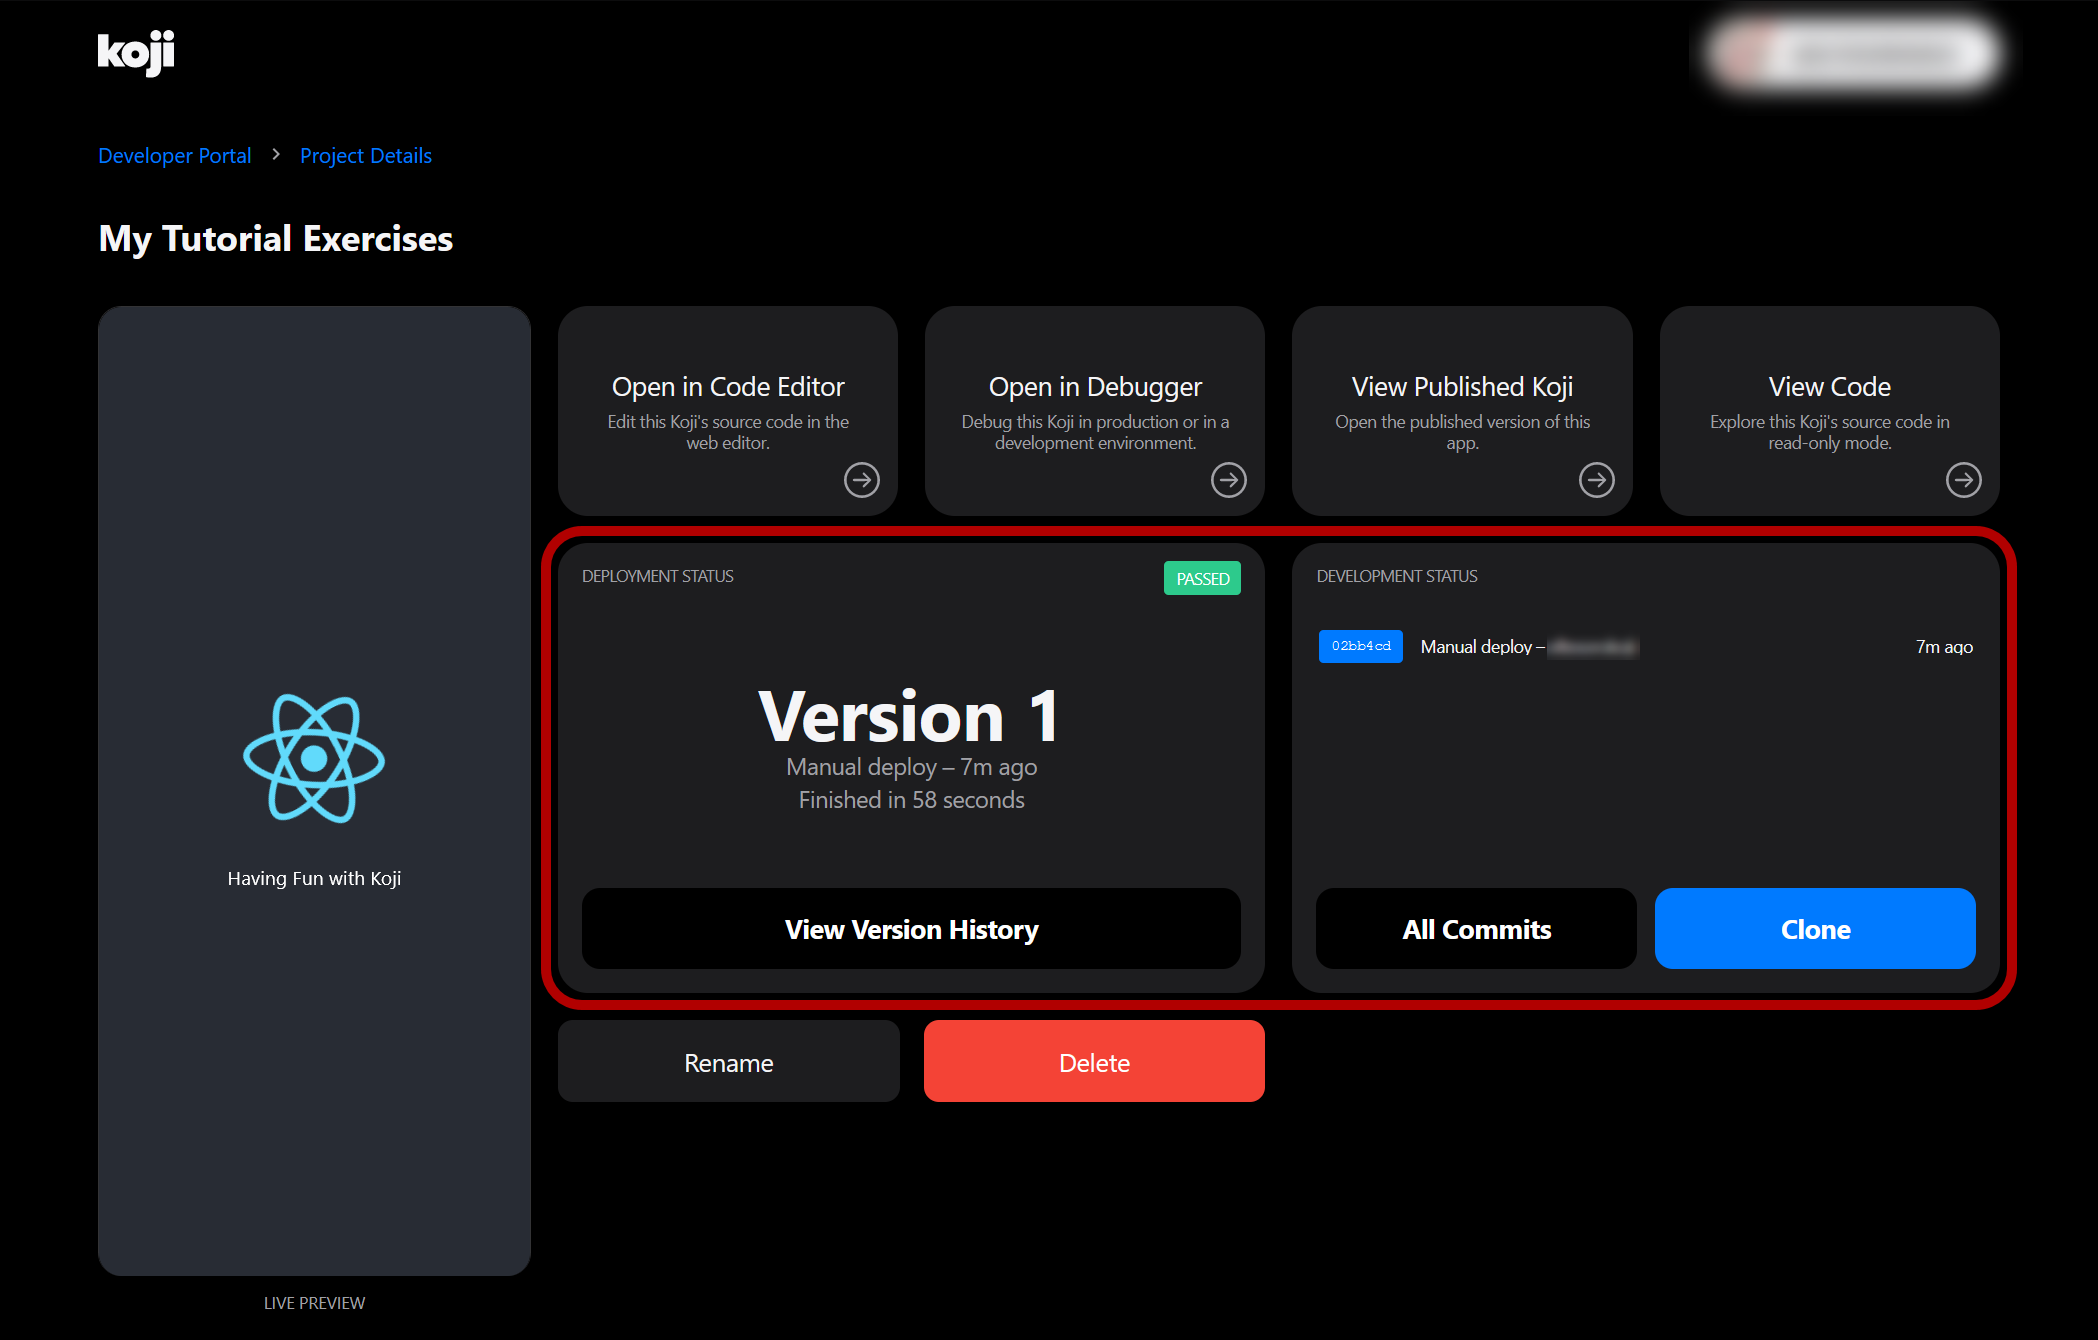 koji
Developer Portal > Project Details
My Tutorial Exercises
Having Fun with Koji
LIVE PREVIEW
Open in Code Editor
Edit this Koji's source code in the
web editor.
Open in Debugger
Debug this Koji in production or in a
development environment.
View Published Koji
Open the published version of this
app.
View Code
Explore this Koji's source code in
read-only mode.
DEPLOYMENT STATUS
PASSED
Version 1
Manual deploy – 7m ago
Finished in 58 seconds
View Version History
DEVELOPMENT STATUS
02bb4cd
Manual deploy –
7m ago
All Commits
Clone
Rename
Delete